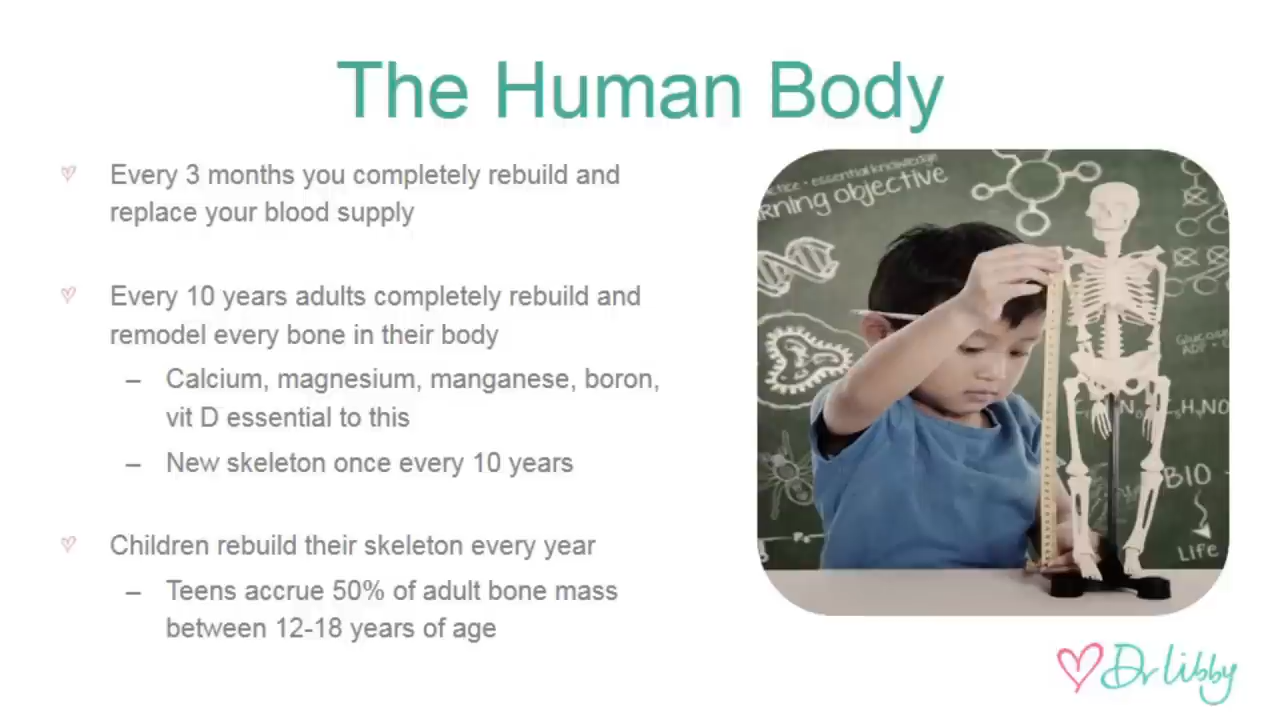 The Human Body
Every 3 months you completely rebuild and
replace your blood supply
Every 10 years adults completely rebuild and
remodel every bone in their body
– Calcium, magnesium, manganese, boron,
vit D essential to this
– New skeleton once every 10 years
Children rebuild their skeleton every year
– Teens accrue 50% of adult bone mass
between 12-18 years of age
essential knowledge
objective
BIO
Life
Dr Libby